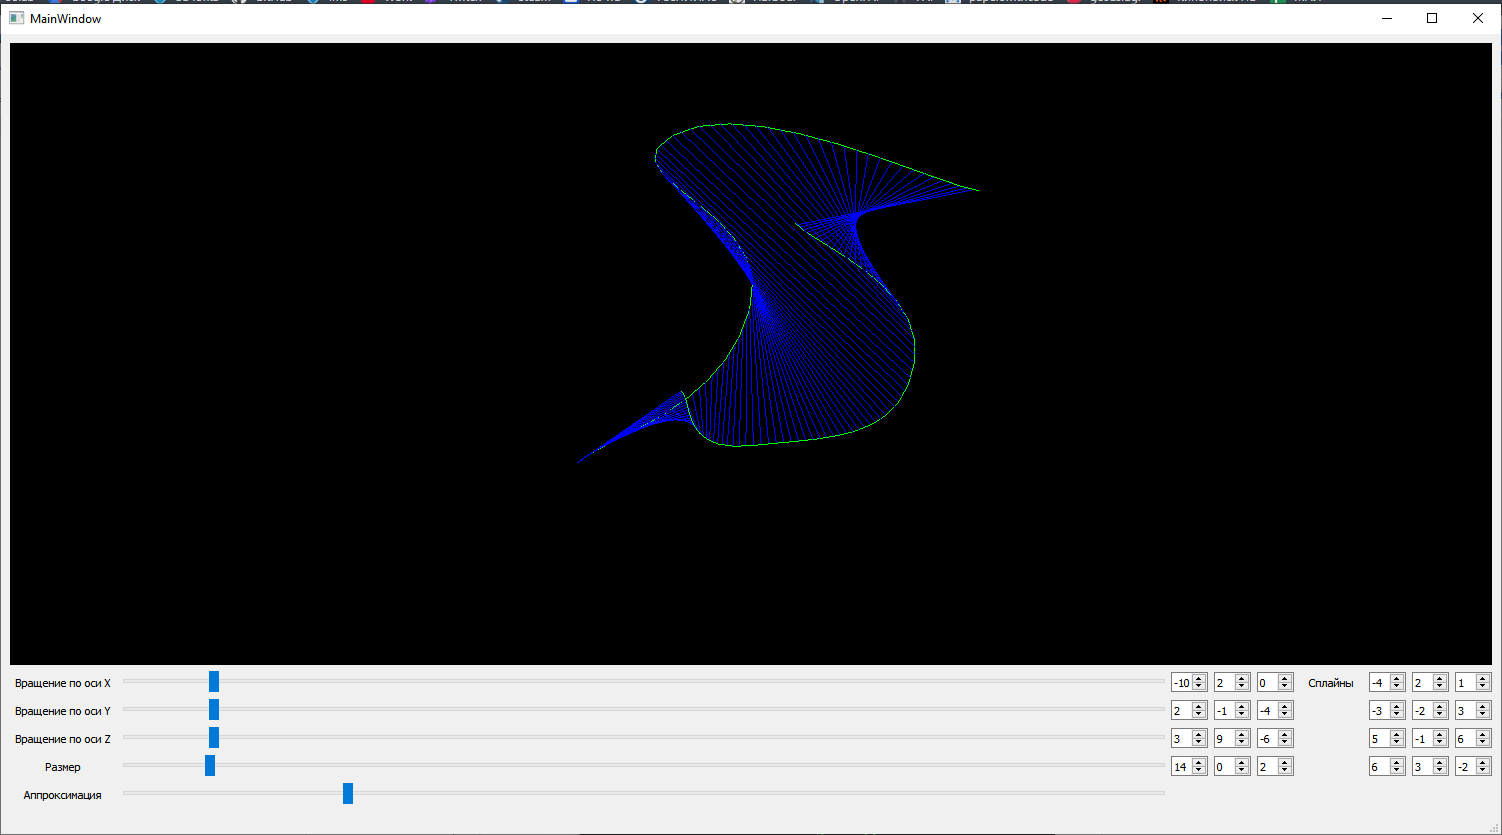 MainWindow
Вращение по оси X -10 2 0 Сплайны -4 2 1
Вращение по оси Y 2 -1 -4 -3 -2 3
Вращение по оси Z 3 9 -6 5 -1 6
Размер 14 0 2 6 3 -2
Аппроксимация